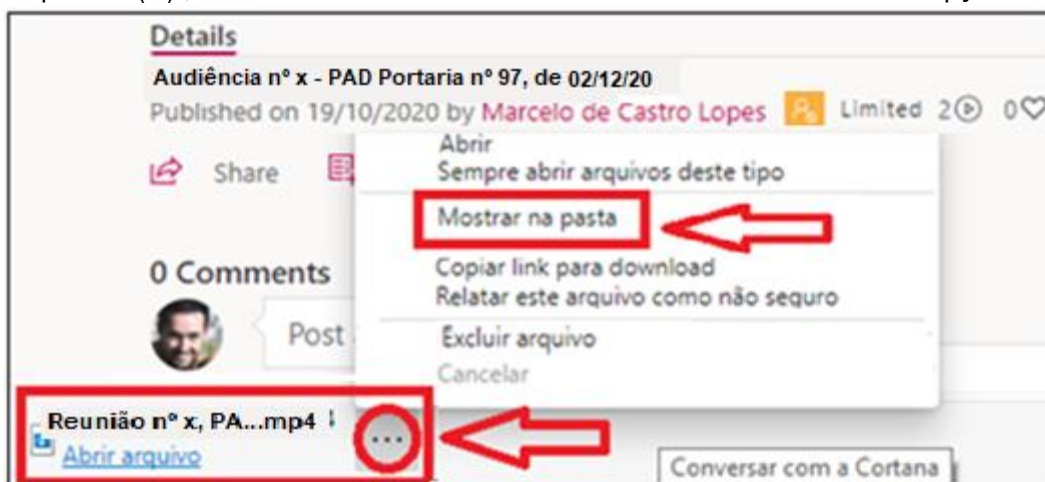 Details
Audiência nº x - PAD Portaria nº 97, de 02/12/20
Published on 19/10/2020 by Marcelo de Castro Lopes Limited 2 0
Share
Abrir
Sempre abrir arquivos deste tipo
Mostrar na pasta
Copiar link para download
Relatar este arquivo como não seguro
Excluir arquivo
Cancelar
0 Comments
Post
Reunião nº x, PA...mp4
Abrir arquivo
...
Conversar com a Cortana